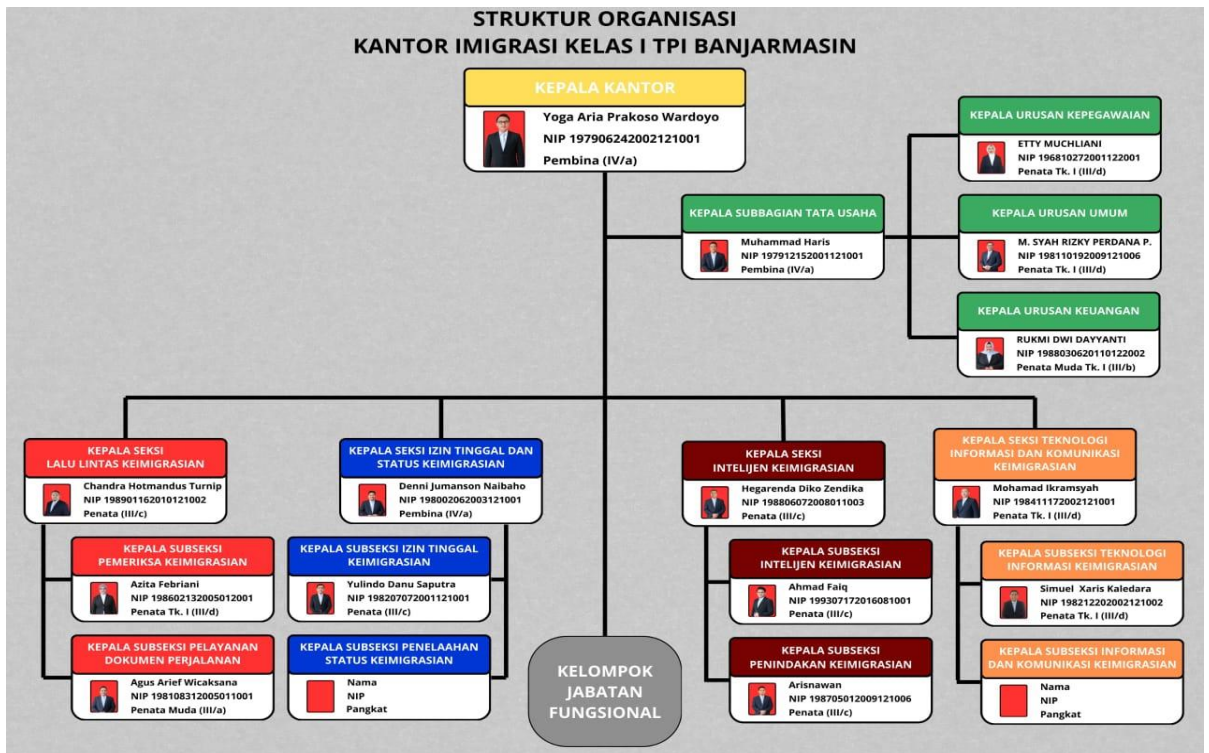 STRUKTUR ORGANISASI
KANTOR IMIGRASI KELAS I TPI BANJARMASIN
KEPALA KANTOR
Yoga Aria Prakoso Wardoyo
NIP 197906242002121001
Pembina (IV/a)
KEPALA SUBBAGIAN TATA USAHA
Muhammad Haris
NIP 197912152001121001
Pembina (IV/a)
KEPALA URUSAN KEPEGAWAIAN
ETTY MUCHLIANI
NIP 196810272001122001
Penata Tk. I (III/d)
KEPALA URUSAN UMUM
M. SYAH RIZKY PERDANA P.
NIP 198110192009121006
Penata Tk. I (III/d)
KEPALA URUSAN KEUANGAN
RUKMI DWI DAYYANTI
NIP 1988030620110122002
Penata Muda Tk. I (III/b)
KEPALA SEKSI
LALU LINTAS KEIMIGRASIAN
Chandra Hotmandus Turnip
NIP 198901162010121002
Penata (III/c)
KEPALA SUBSEKSI
PEMERIKSA KEIMIGRASIAN
Azita Febriani
NIP 198602132005012001
Penata Tk. I (III/d)
KEPALA SUBSEKSI PELAYANAN
DOKUMEN PERJALANAN
Agus Arief Wicaksana
NIP 198108312005011001
Penata Muda (III/a)
KEPALA SEKSI IZIN TINGGAL DAN
STATUS KEIMIGRASIAN
Denni Jumanson Naibaho
NIP 198002062003121001
Pembina (IV/a)
KEPALA SUBSEKSI IZIN TINGGAL
KEIMIGRASIAN
Yulindo Danu Saputra
NIP 198207072001121001
Penata (III/c)
KEPALA SUBSEKSI PENELAAHAN
STATUS KEIMIGRASIAN
Nama
NIP
Pangkat
KELOMPOK
JABATAN
FUNGSIONAL
KEPALA SEKSI
INTELIJEN KEIMIGRASIAN
Hegarenda Diko Zendika
NIP 198806072008011003
Penata (III/c)
KEPALA SUBSEKSI
INTELIJEN KEIMIGRASIAN
Ahmad Faiq
NIP 199307172016081001
Penata (III/c)
KEPALA SUBSEKSI
PENINDAKAN KEIMIGRASIAN
Arisnawan
NIP 198705012009121006
Penata (III/c)
KEPALA SEKSI TEKNOLOGI
INFORMASI DAN KOMUNIKASI
KEIMIGRASIAN
Mohamad Ikramsyah
NIP 198411172002121001
Penata Tk. I (III/d)
KEPALA SUBSEKSI TEKNOLOGI
INFORMASI KEIMIGRASIAN
Simuel Xaris Kaledara
NIP 198212202002121002
Penata Tk. I (III/d)
KEPALA SUBSEKSI INFORMASI
DAN KOMUNIKASI KEIMIGRASIAN
Nama
NIP
Pangkat